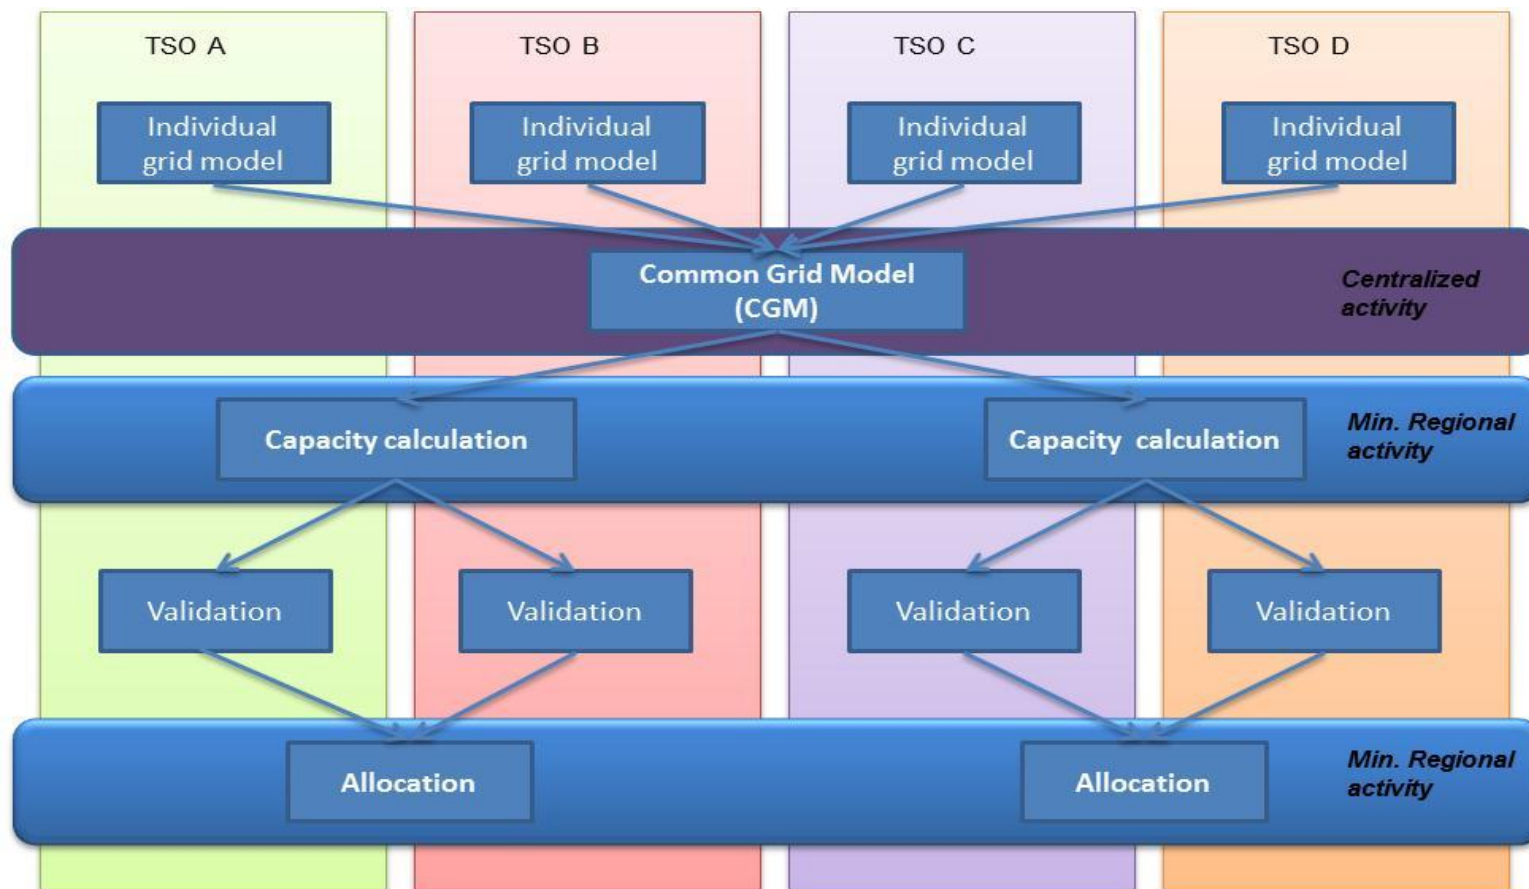 TSO A
TSO B
TSO C
TSO D
Individual
grid model
Individual
grid model
Individual
grid model
Individual
grid model
Common Grid Model
(CGM)
Centralized
activity
Capacity calculation
Capacity calculation
Min. Regional
activity
Validation
Validation
Validation
Validation
Allocation
Allocation
Min. Regional
activity